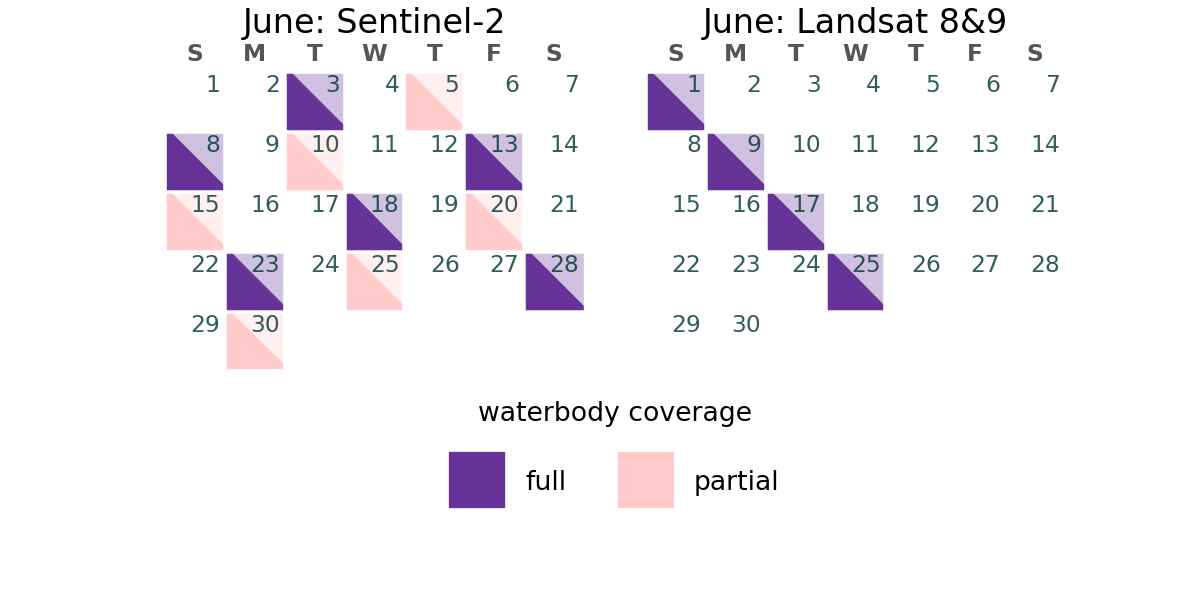 June: Sentinel-2
S M T W T F S
1 2 3 4 5 6 7
8 9 10 11 12 13 14
15 16 17 18 19 20 21
22 23 24 25 26 27 28
29 30
June: Landsat 8&9
S M T W T F S
1 2 3 4 5 6 7
8 9 10 11 12 13 14
15 16 17 18 19 20 21
22 23 24 25 26 27 28
29 30
waterbody coverage
full partial